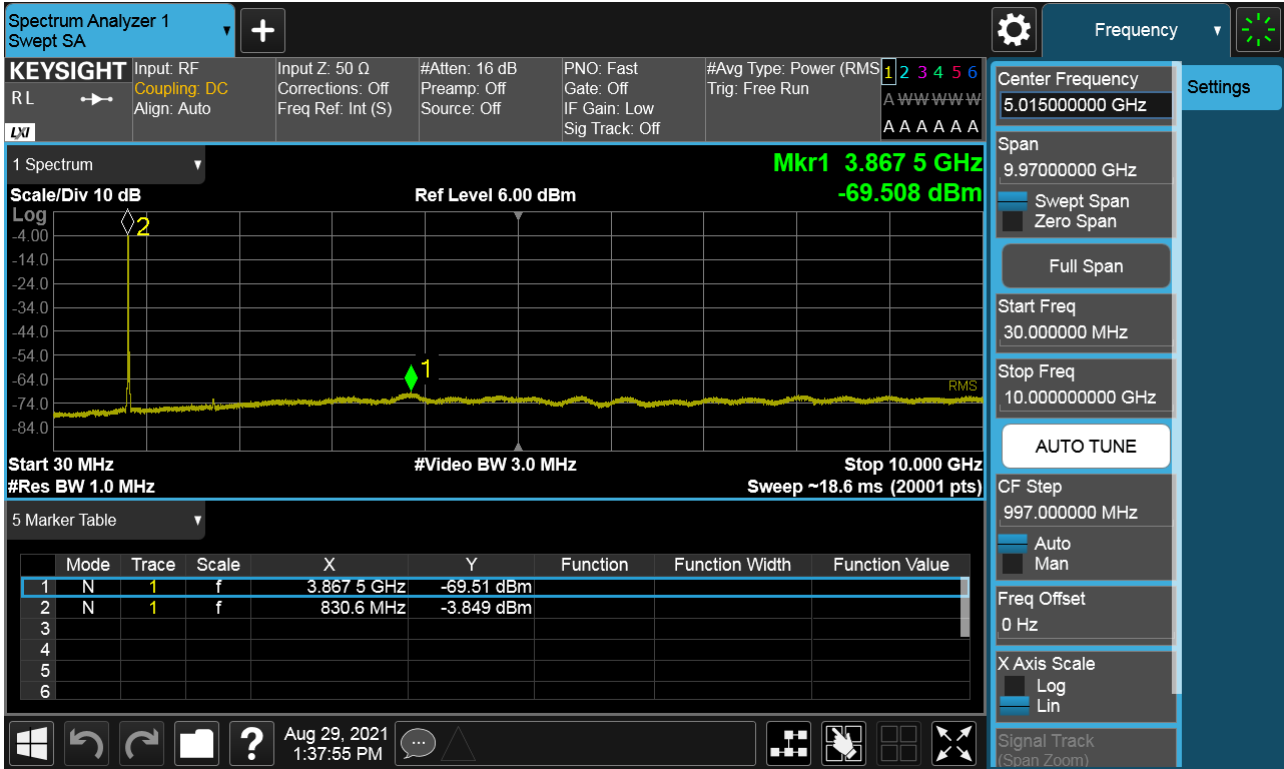 Spectrum Analyzer 1
Swept SA
Frequency
KEYSIGHT
R L
LXI
Input: RF
Coupling: DC
Align: Auto
Input Z: 50 Ω
Corrections: Off
Freq Ref: Int (S)
#Atten: 16 dB
Preamp: Off
Source: Off
PNO: Fast
Gate: Off
IF Gain: Low
Sig Track: Off
#Avg Type: Power (RMS
Trig: Free Run
1 2 3 4 5 6
A W W W W W
A A A A A A
1 Spectrum
Mkr1 3.867 5 GHz
Scale/Div 10 dB
Ref Level 6.00 dBm
-69.508 dBm
Log
2
-4.00
-14.0
-24.0
-34.0
-44.0
-54.0
1
-64.0
RMS
-74.0
-84.0
Start 30 MHz
#Video BW 3.0 MHz
Stop 10.000 GHz
#Res BW 1.0 MHz
Sweep ~18.6 ms (20001 pts)
5 Marker Table
Mode Trace Scale X Y Function Function Width Function Value
1 N 1 f 3.867 5 GHz -69.51 dBm
2 N 1 f 830.6 MHz -3.849 dBm
3
4
5
6
Aug 29, 2021
1:37:55 PM
Center Frequency
5.015000000 GHz
Settings
Span
9.97000000 GHz
Swept Span
Zero Span
Full Span
Start Freq
30.000000 MHz
Stop Freq
10.000000000 GHz
AUTO TUNE
CF Step
997.000000 MHz
Auto
Man
Freq Offset
0 Hz
X Axis Scale
Log
Lin
Signal Track
(Span Zoom)